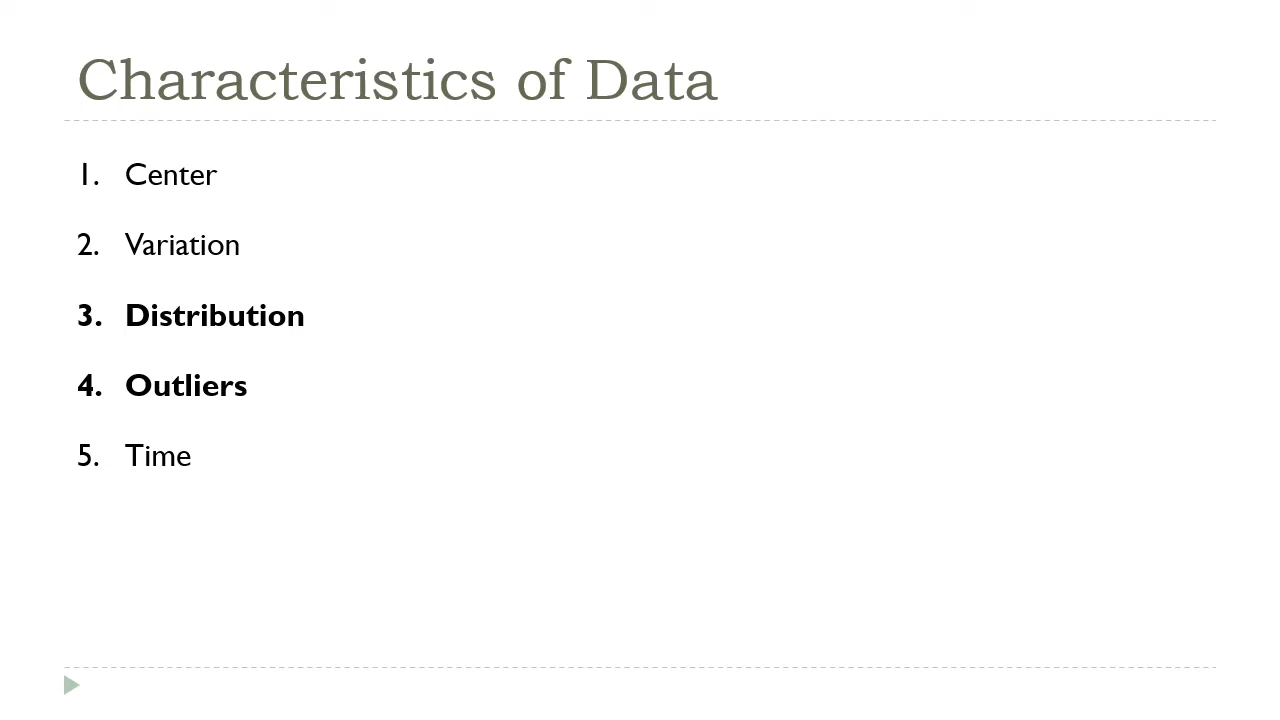 Characteristics of Data
1. Center
2. Variation
3. Distribution
4. Outliers
5. Time